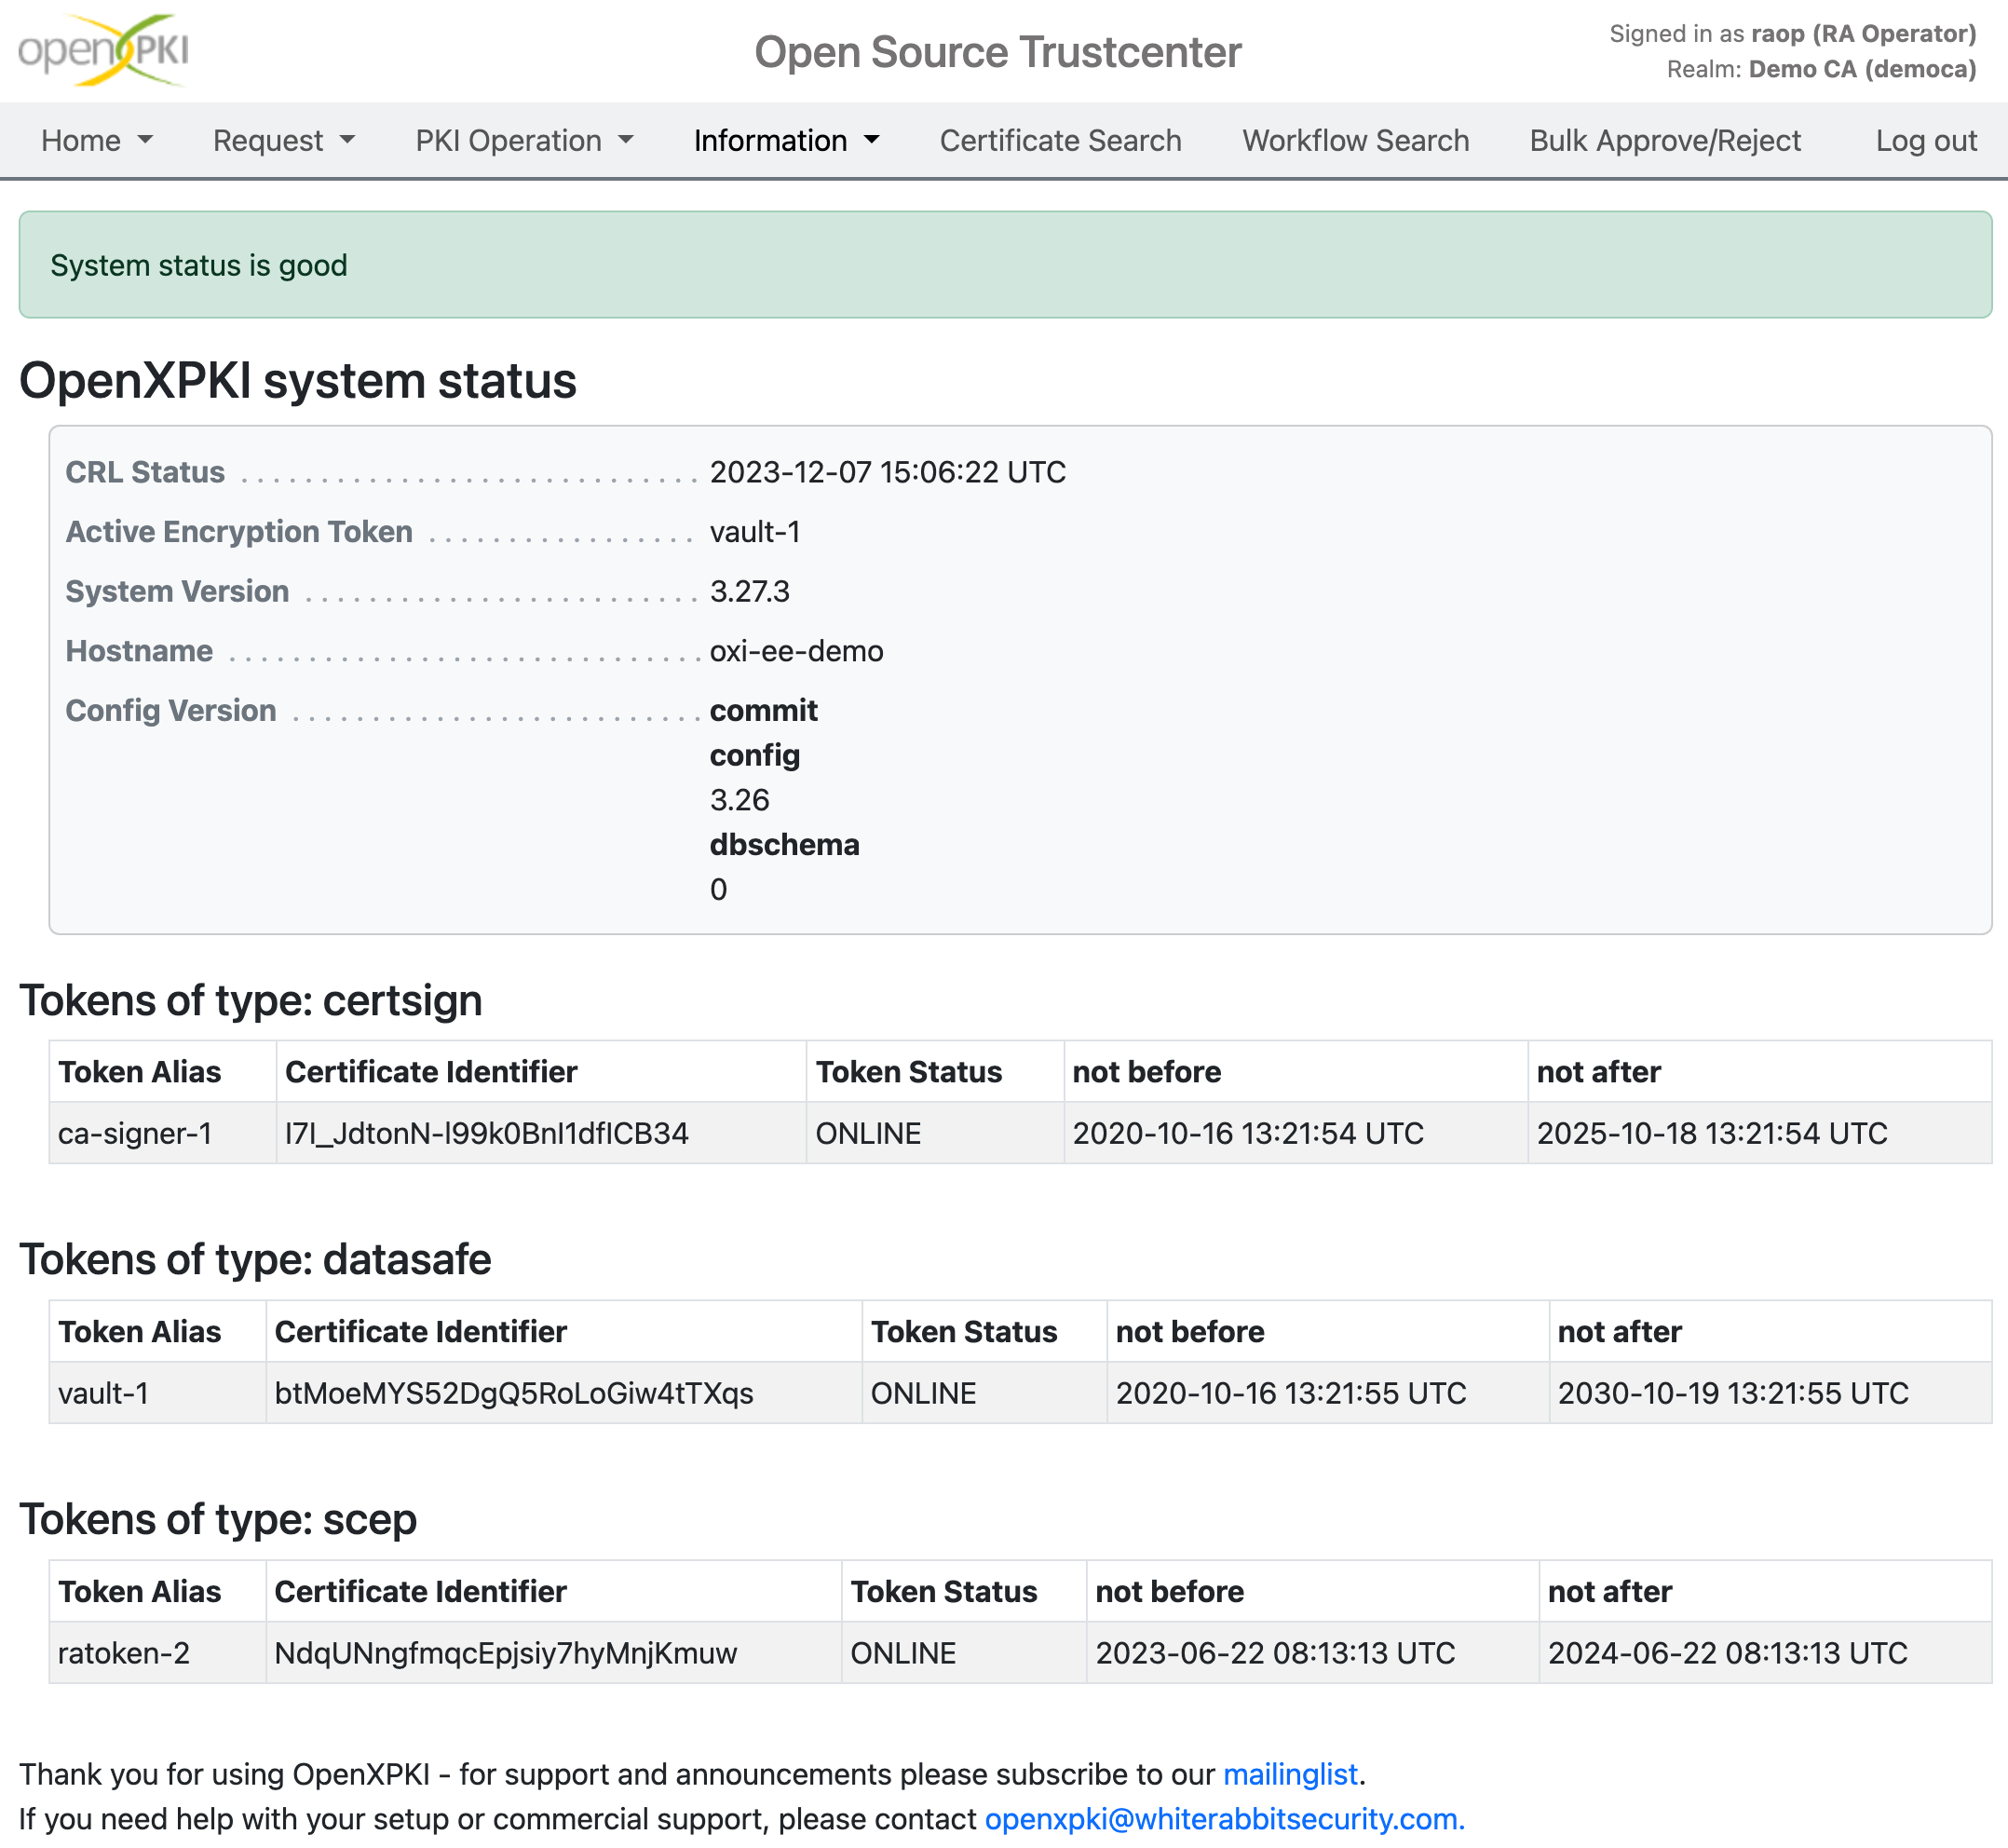 openXPKI
Open Source Trustcenter
Signed in as raop (RA Operator)
Realm: Demo CA (democa)
Home Request PKI Operation Information Certificate Search Workflow Search Bulk Approve/Reject Log out
System status is good
OpenXPKI system status
CRL Status 2023-12-07 15:06:22 UTC
Active Encryption Token vault-1
System Version 3.27.3
Hostname oxi-ee-demo
Config Version commit
config
3.26
dbschema
0
Tokens of type: certsign
Token Alias Certificate Identifier Token Status not before not after
ca-signer-1 I7I_JdtonN-l99k0BnI1dfICB34 ONLINE 2020-10-16 13:21:54 UTC 2025-10-18 13:21:54 UTC
Tokens of type: datasafe
Token Alias Certificate Identifier Token Status not before not after
vault-1 btMoeMYS52DgQ5RoLoGiw4tTXqs ONLINE 2020-10-16 13:21:55 UTC 2030-10-19 13:21:55 UTC
Tokens of type: scep
Token Alias Certificate Identifier Token Status not before not after
ratoken-2 NdqUNngfmqcEpjsiy7hyMnjKmuw ONLINE 2023-06-22 08:13:13 UTC 2024-06-22 08:13:13 UTC
Thank you for using OpenXPKI - for support and announcements please subscribe to our mailinglist.
If you need help with your setup or commercial support, please contact openxpki@whiterabbitsecurity.com.